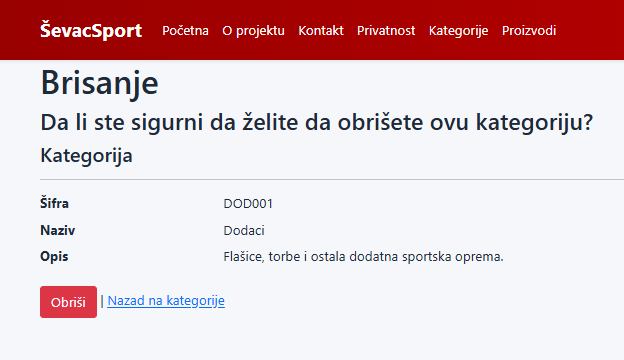 ŠevacSport Početna O projektu Kontakt Privatnost Kategorije Proizvodi
Brisanje
Da li ste sigurni da želite da obrišete ovu kategoriju?
Kategorija
Šifra DOD001
Naziv Dodaci
Opis Flašice, torbe i ostala dodatna sportska oprema.
Obriši | Nazad na kategorije